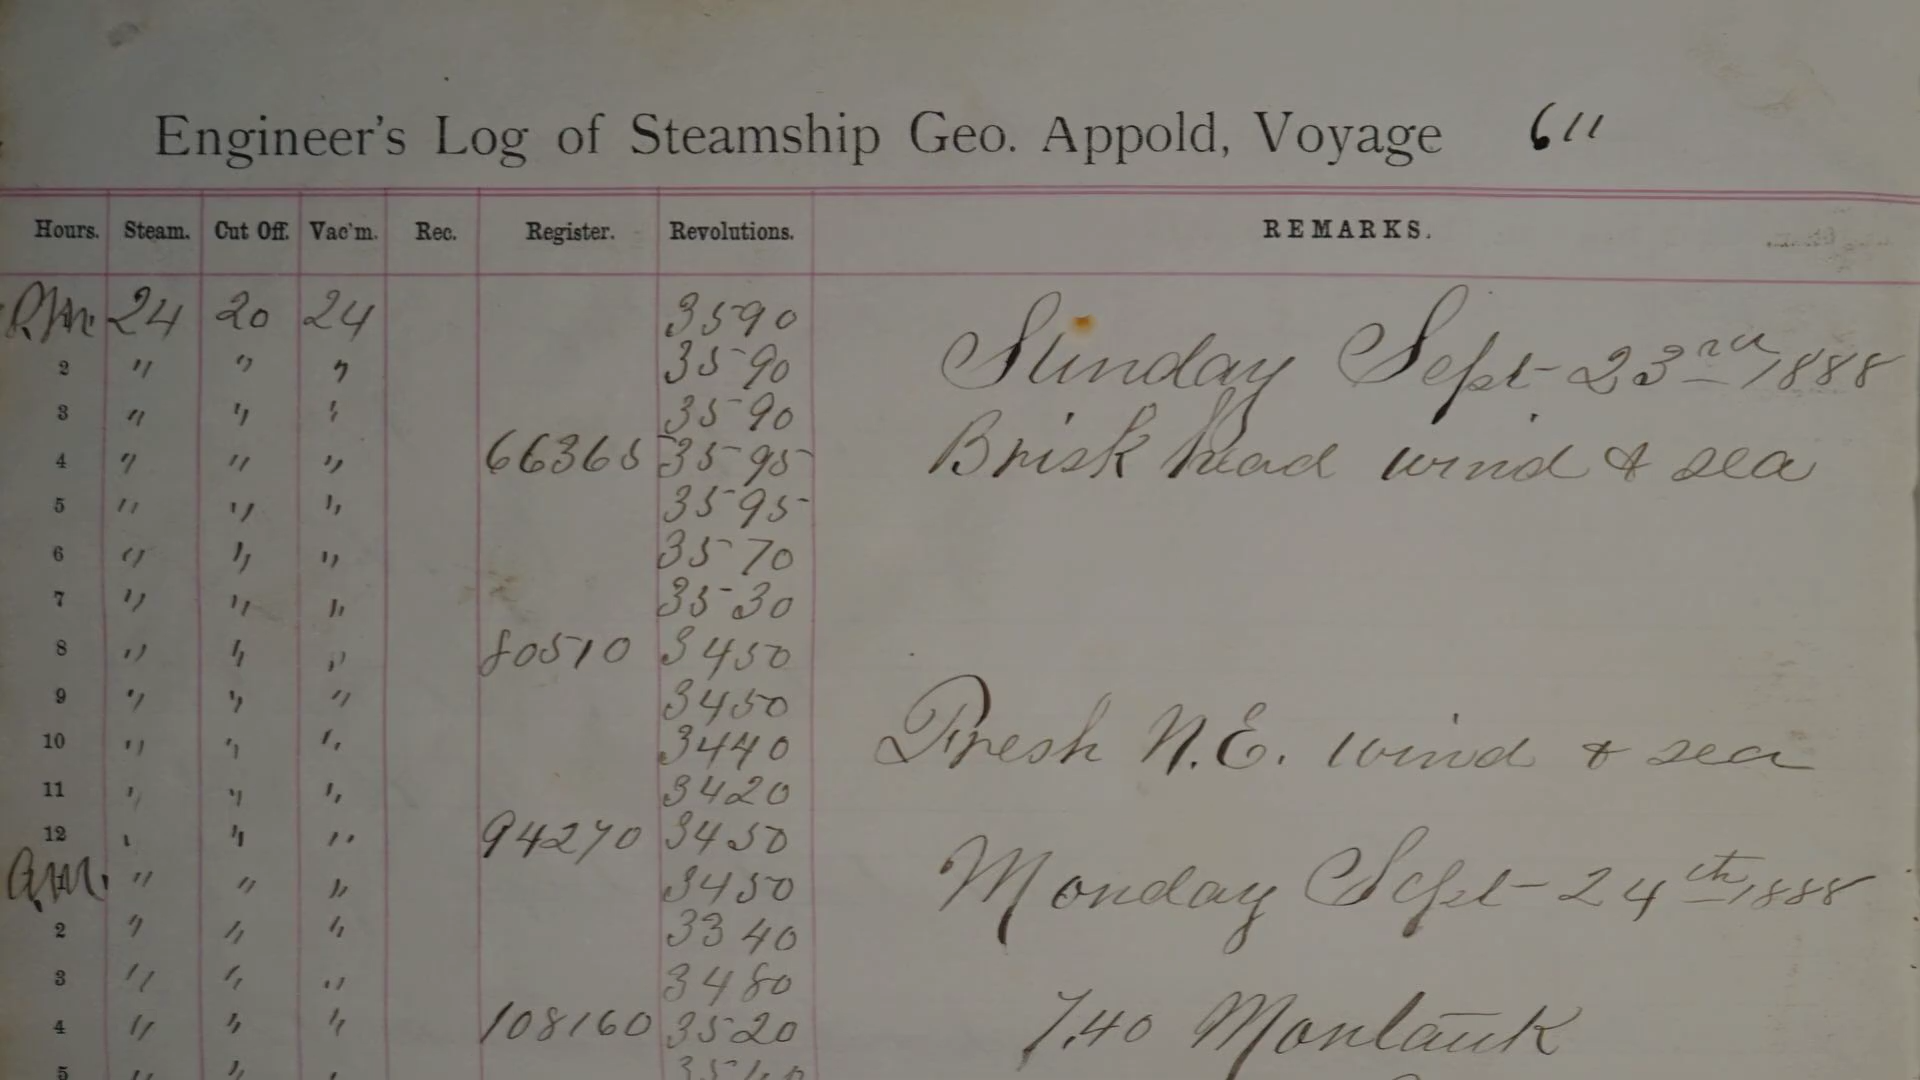 Engineer's Log of Steamship Geo. Appold, Voyage 611
Hours. Steam. Cut Off. Vac'm. Rec. Register. Revolutions. REMARKS.
P.M. 24 20 24 3590
2 " " " 3590 Sunday Sept 23rd 1888
3 " " " 3590
4 " " " 66365 3595 Brisk head wind & sea
5 " " " 3595
6 " " " 3570
7 " " " 3530
8 " " " 80510 3450
9 " " " 3450
10 " " " 3440 Fresh N.E. wind & sea
11 " " " 3420
12 " " " 94270 3450
A.M. " " " 3450 Monday Sept 24th 1888
2 " " " 3340
3 " " " 3480
4 " " " 108160 3520 7.40 Montauk
5 " " "